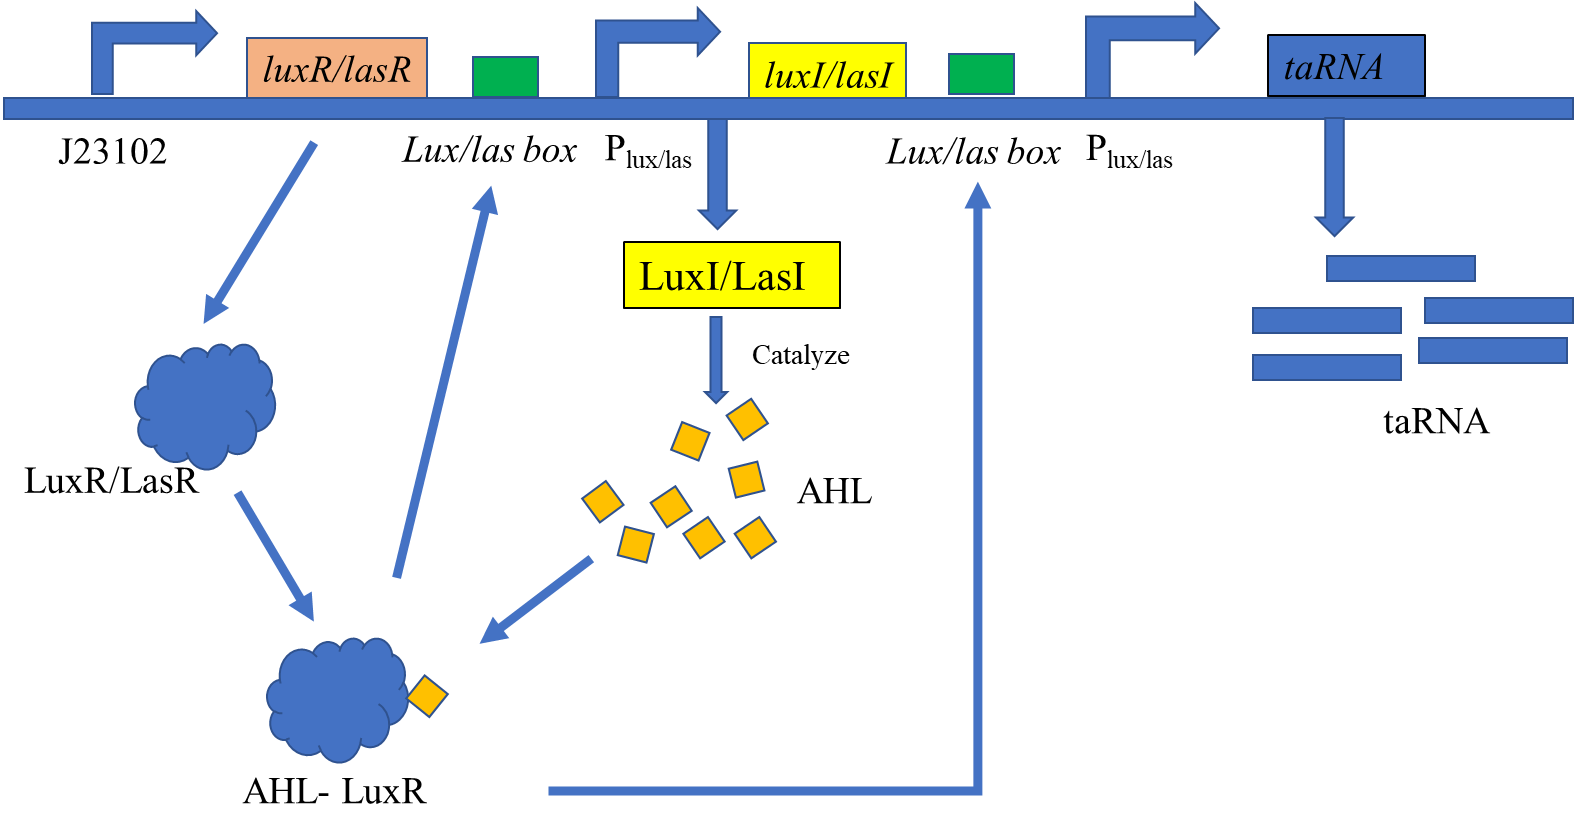 luxR/lasR
luxI/lasI
taRNA
J23102
Lux/las box
Plux/las
Lux/las box
Plux/las
LuxI/LasI
Catalyze
taRNA
LuxR/LasR
AHL
AHL- LuxR